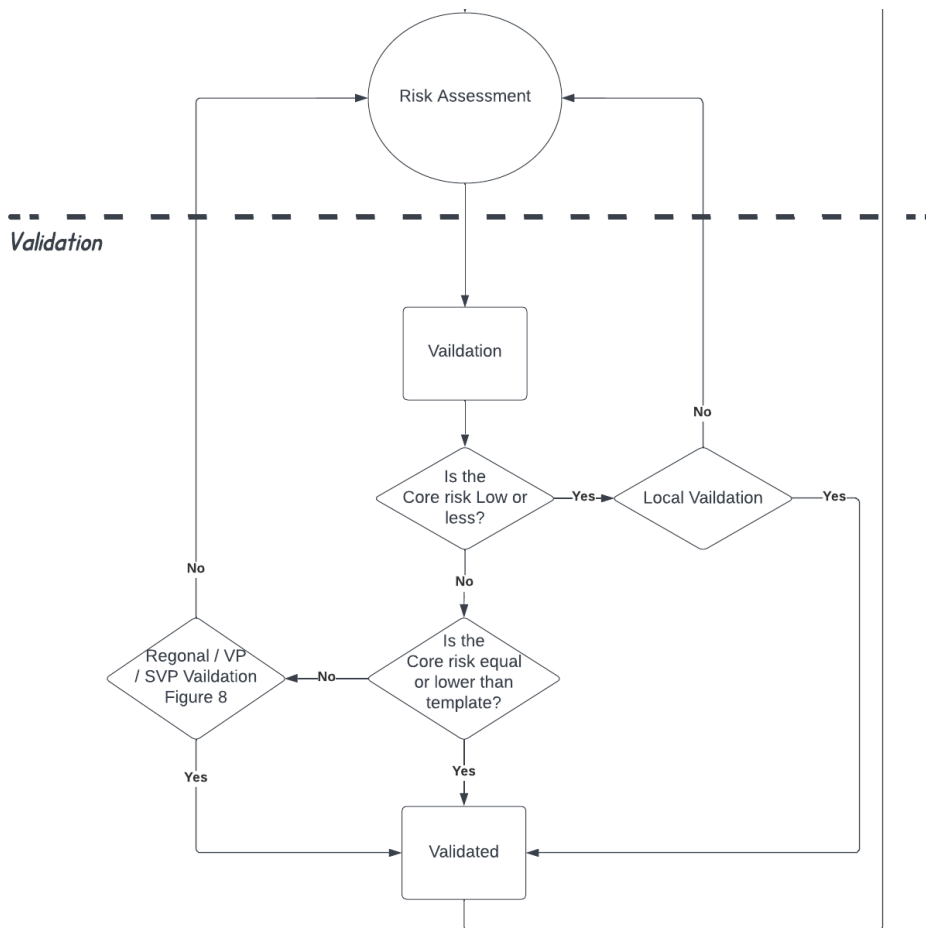 Risk Assessment
Validation
Vaildation
No
Is the
Core risk Low or
less?
Yes
Local Vaildation
Yes
No
No
Regonal / VP
/ SVP Vaildation
Figure 8
No
Is the
Core risk equal
or lower than
template?
Yes
Yes
Validated